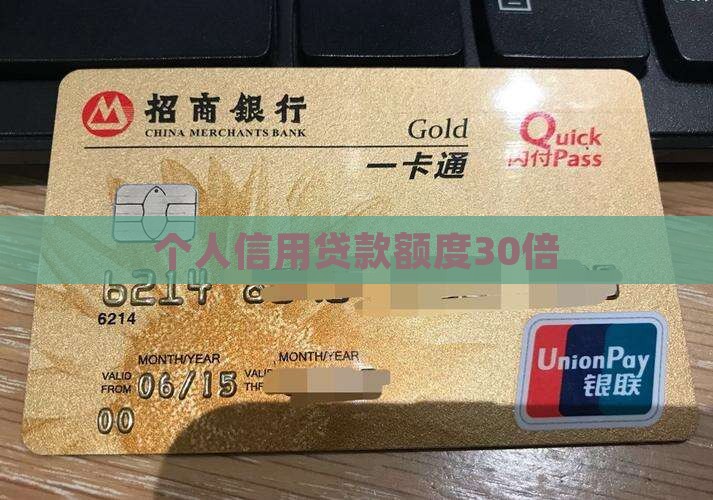 招商銀行
CHINA MERCHANTS BANK
Gold
一卡通
Quick
闪付Pass
个人信用贷款额度30倍
6214
6214
MONTH/YEAR MONTH/YEAR
VALID FROM 06/15
00
UnionPay
银联